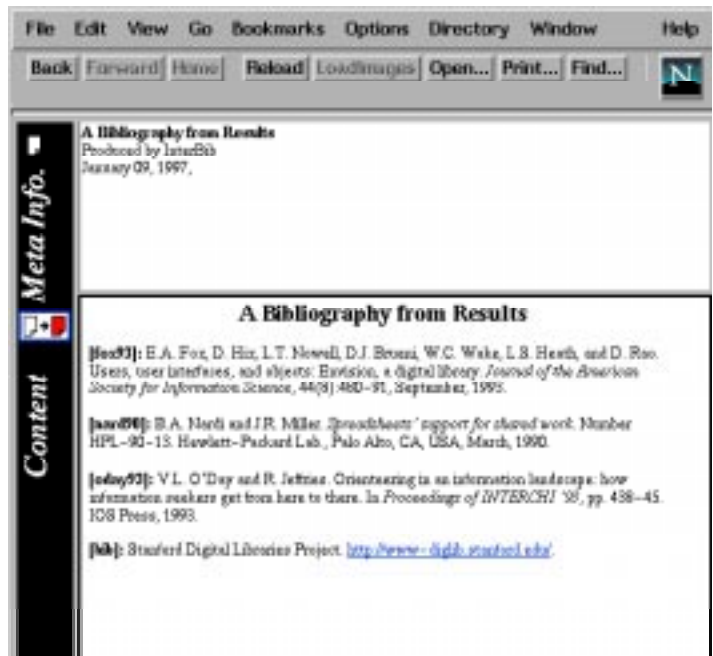 File Edit View Go Bookmarks Options Directory Window Help
Back Forward Home Reload LoadImages Open... Print... Find...
N
Meta Info.
A Bibliography from Results
Produced by InterBib
January 09, 1997,
Content
A Bibliography from Results
[fox93]: E.A. Fox, D. Hix, L.T. Nowell, D.J. Brueni, W.C. Wake, L.S. Heath, and D. Rao.
Users, user interfaces, and objects: Envision, a digital library. Journal of the American
Society for Information Science, 44(8):480-91, September, 1993.
[nardi90]: B.A. Nardi and J.R. Miller. Spreadsheets' support for shared work. Number
HPL-90-13. Hewlett-Packard Lab., Palo Alto, CA, USA, March, 1990.
[oday93]: V.L. O'Day and R. Jeffries. Orienteering in an information landscape: how
information seekers get from here to there. In Proceedings of INTERCHI '93, pp. 438-45.
IOS Press, 1993.
Stanford Digital Libraries Project. http://www-diglib.stanford.edu/.